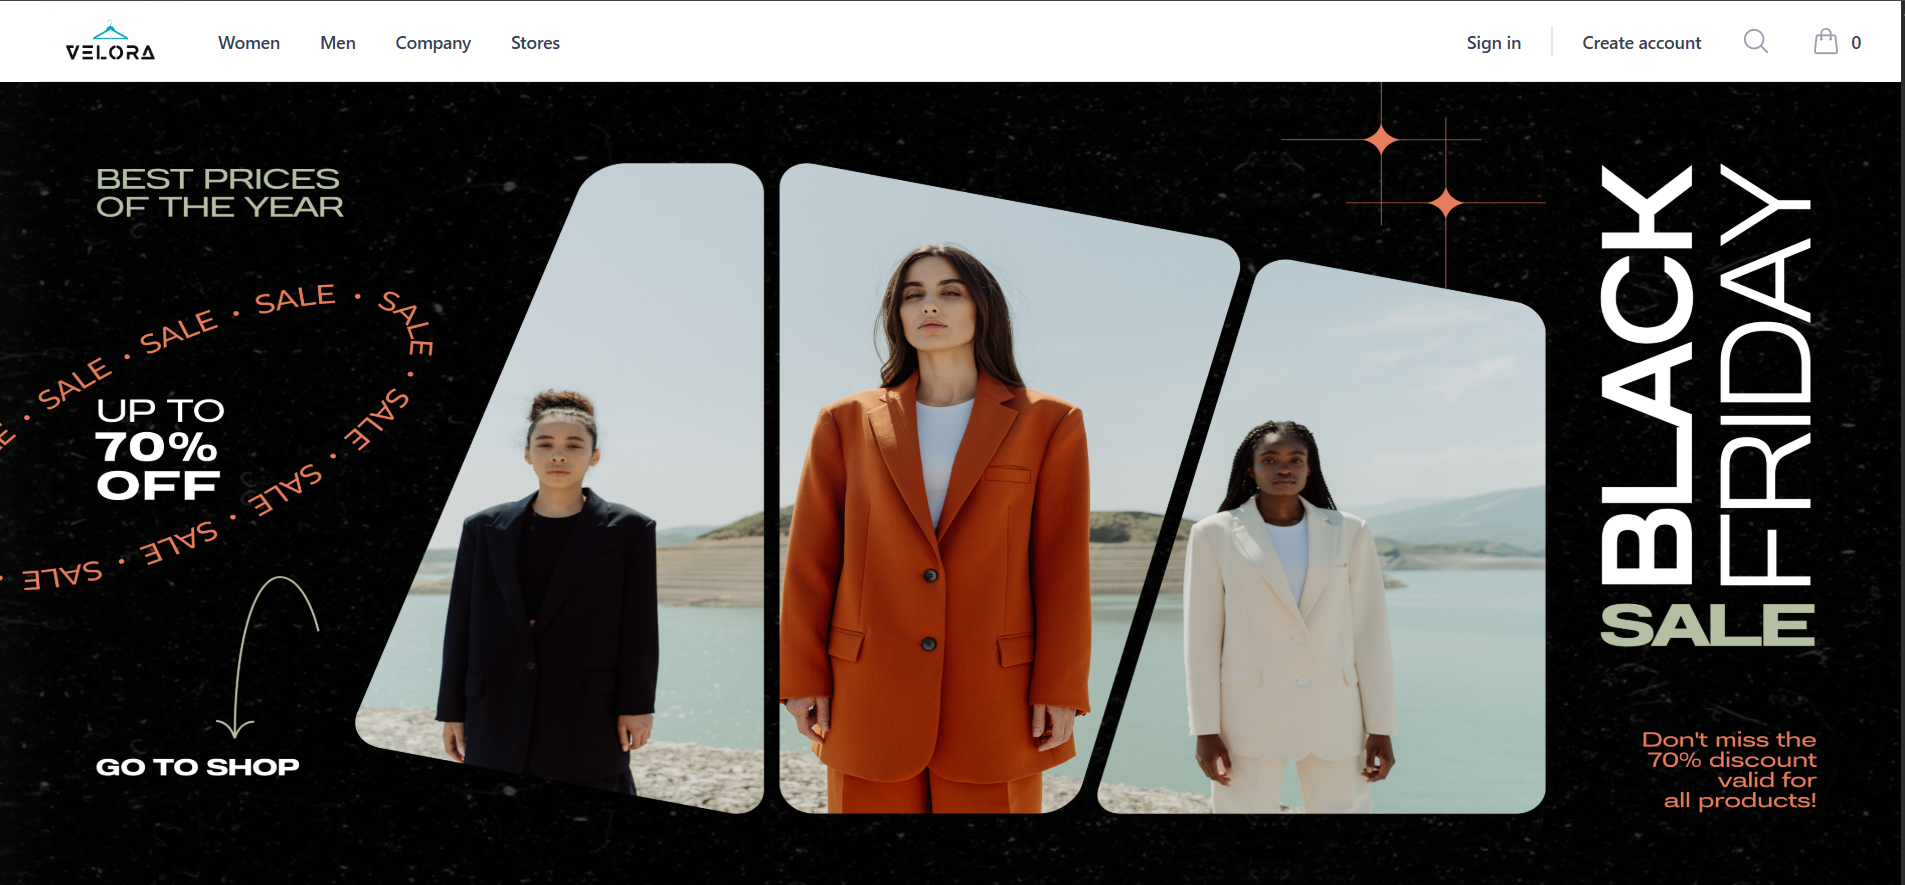 VELORA
Women
Men
Company
Stores
Sign in
Create account
0
BEST PRICES
OF THE YEAR
SALE • SALE • SALE • SALE • SALE • SALE • SALE • SALE
UP TO
70%
OFF
GO TO SHOP
BLACK
FRIDAY
SALE
Don't miss the
70% discount
valid for
all products!